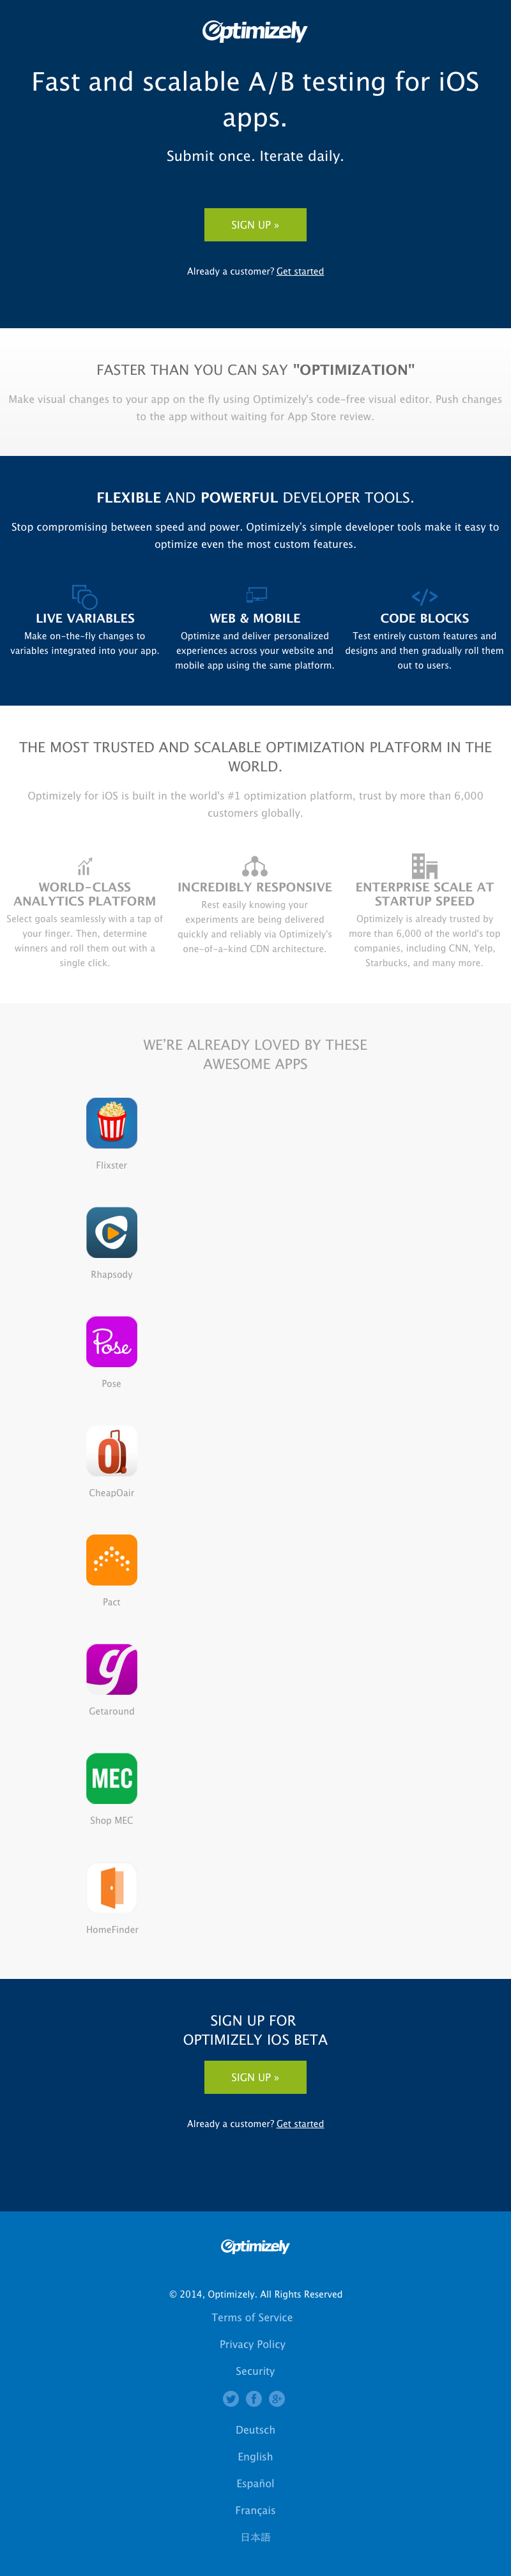 Optimizely
Fast and scalable A/B testing for iOS
apps.
Submit once. Iterate daily.
SIGN UP »
Already a customer? Get started
FASTER THAN YOU CAN SAY "OPTIMIZATION"
Make visual changes to your app on the fly using Optimizely's code-free visual editor. Push changes
to the app without waiting for App Store review.
FLEXIBLE AND POWERFUL DEVELOPER TOOLS.
Stop compromising between speed and power. Optimizely's simple developer tools make it easy to
optimize even the most custom features.
LIVE VARIABLES
Make on-the-fly changes to
variables integrated into your app.
WEB & MOBILE
Optimize and deliver personalized
experiences across your website and
mobile app using the same platform.
</>
CODE BLOCKS
Test entirely custom features and
designs and then gradually roll them
out to users.
THE MOST TRUSTED AND SCALABLE OPTIMIZATION PLATFORM IN THE
WORLD.
Optimizely for iOS is built in the world's #1 optimization platform, trust by more than 6,000
customers globally.
WORLD-CLASS
ANALYTICS PLATFORM
Select goals seamlessly with a tap of
your finger. Then, determine
winners and roll them out with a
single click.
INCREDIBLY RESPONSIVE
Rest easily knowing your
experiments are being delivered
quickly and reliably via Optimizely's
one-of-a-kind CDN architecture.
ENTERPRISE SCALE AT
STARTUP SPEED
Optimizely is already trusted by
more than 6,000 of the world's top
companies, including CNN, Yelp,
Starbucks, and many more.
WE'RE ALREADY LOVED BY THESE
AWESOME APPS
Flixster
Rhapsody
Pose
Pose
CheapOair
Pact
g
Getaround
MEC
Shop MEC
HomeFinder
SIGN UP FOR
OPTIMIZELY IOS BETA
SIGN UP »
Already a customer? Get started
Optimizely
© 2014, Optimizely. All Rights Reserved
Terms of Service
Privacy Policy
Security
f g+
Deutsch
English
Español
Français
日本語